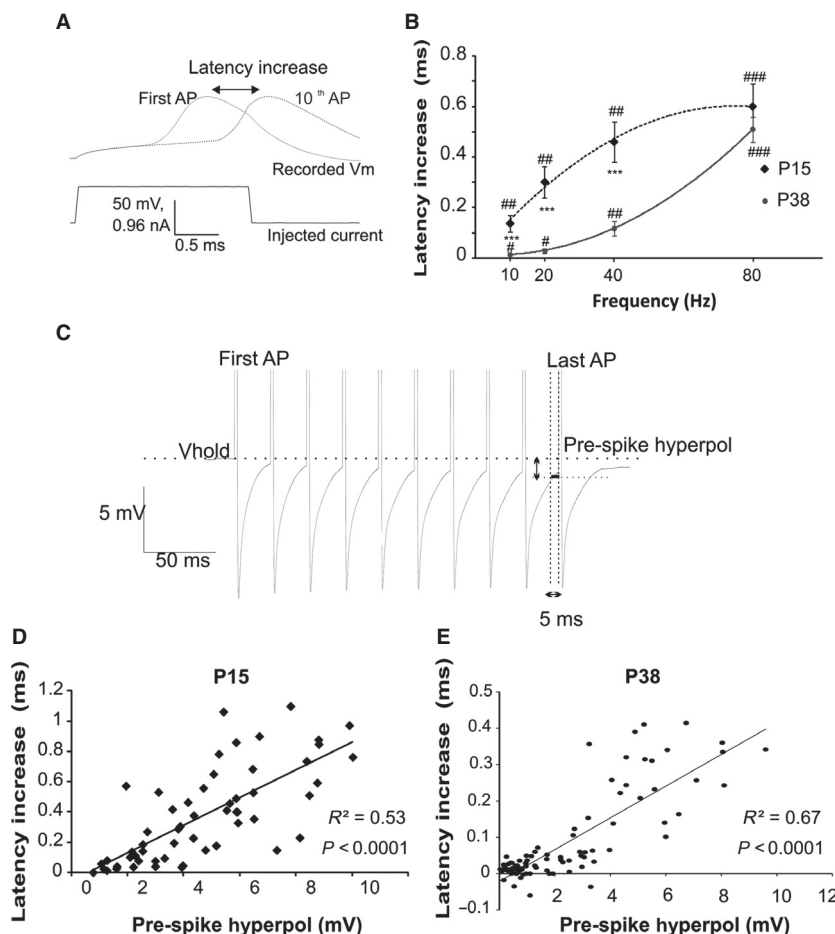 A
Latency increase
First AP
10 th AP
Recorded Vm
50 mV,
0.96 nA
0.5 ms
Injected current
B
Latency increase (ms)
0.8
0.6
0.4
0.2
0
##
***
#
##
***
#
##
***
##
###
###
P15
P38
10
20
40
80
Frequency (Hz)
C
First AP
Last AP
Vhold
Pre-spike hyperpol
5 mV
50 ms
5 ms
D
P15
Latency increase (ms)
1.2
1
0.8
0.6
0.4
0.2
0
R² = 0.53
P < 0.0001
0
2
4
6
8
10
Pre-spike hyperpol (mV)
E
P38
Latency increase (ms)
0.5
0.4
0.3
0.2
0.1
0
−0.1
R² = 0.67
P < 0.0001
2
4
6
8
10
12
Pre-spike hyperpol (mV)